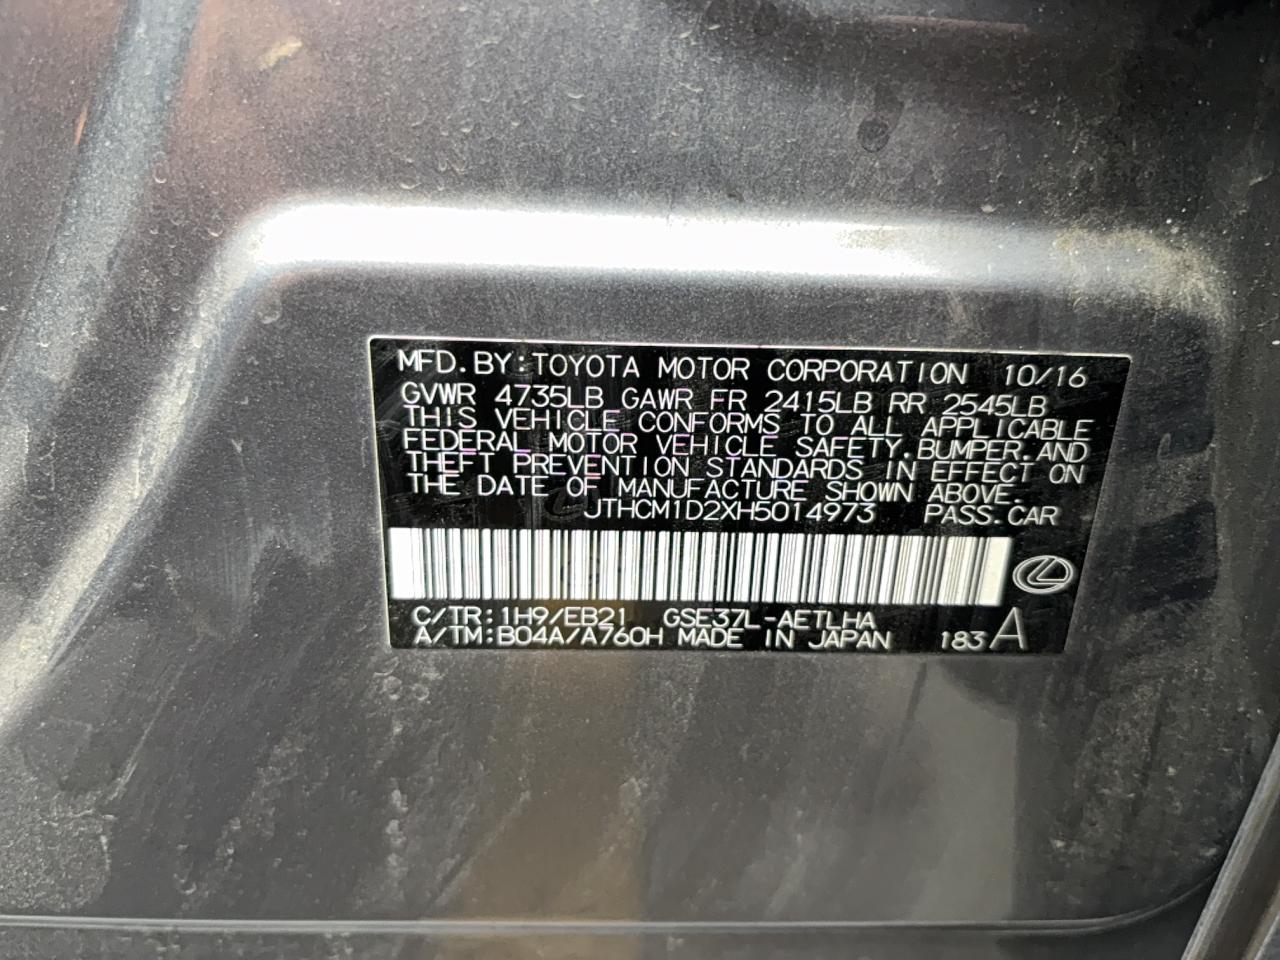 MFD.BY:TOYOTA MOTOR CORPORATION 10/16
GVWR 4735LB GAWR FR 2415LB RR 2545LB
THIS VEHICLE CONFORMS TO ALL APPLICABLE
FEDERAL MOTOR VEHICLE SAFETY,BUMPER,AND
THEFT PREVENTION STANDARDS IN EFFECT ON
THE DATE OF MANUFACTURE SHOWN ABOVE.
JTHCM1D2XH5014973 PASS.CAR
C/TR:1H9/EB21 GSE37L-AETLHA
A/TM:B04A/A760H MADE IN JAPAN 183 A